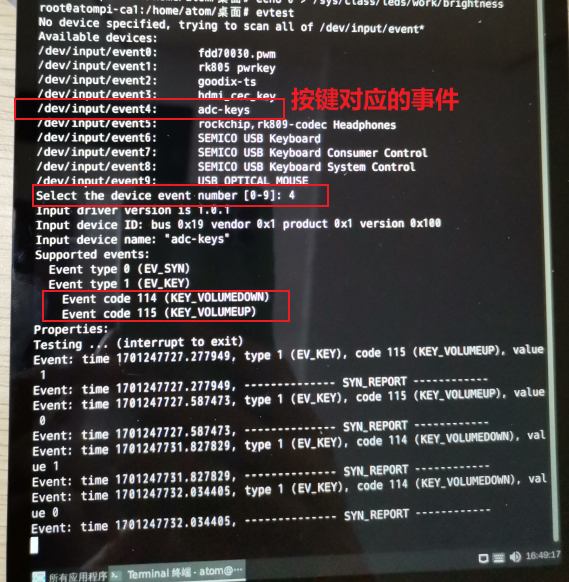 root@atompi-ca1:/home/atom/桌面# echo 0 > /sys/class/leds/work/brightness
root@atompi-ca1:/home/atom/桌面# evtest
No device specified, trying to scan all of /dev/input/event*
Available devices:
/dev/input/event0: fdd70030.pwm
/dev/input/event1: rk805 pwrkey
/dev/input/event2: goodix-ts
/dev/input/event3: hdmi_cec_key
/dev/input/event4: adc-keys
按键对应的事件
/dev/input/event5: rockchip,rk809-codec Headphones
/dev/input/event6: SEMICO USB Keyboard
/dev/input/event7: SEMICO USB Keyboard Consumer Control
/dev/input/event8: SEMICO USB Keyboard System Control
/dev/input/event9: USB OPTICAL MOUSE
Select the device event number [0-9]: 4
Input driver version is 1.0.1
Input device ID: bus 0x19 vendor 0x1 product 0x1 version 0x100
Input device name: "adc-keys"
Supported events:
Event type 0 (EV_SYN)
Event type 1 (EV_KEY)
Event code 114 (KEY_VOLUMEDOWN)
Event code 115 (KEY_VOLUMEUP)
Properties:
Testing ... (interrupt to exit)
Event: time 1701247727.277949, type 1 (EV_KEY), code 115 (KEY_VOLUMEUP), value
1
Event: time 1701247727.277949, -------------- SYN_REPORT ------------
Event: time 1701247727.587473, type 1 (EV_KEY), code 115 (KEY_VOLUMEUP), value
0
Event: time 1701247727.587473, -------------- SYN_REPORT ------------
Event: time 1701247731.827829, type 1 (EV_KEY), code 114 (KEY_VOLUMEDOWN), val
ue 1
Event: time 1701247731.827829, -------------- SYN_REPORT ------------
Event: time 1701247732.034405, type 1 (EV_KEY), code 114 (KEY_VOLUMEDOWN), val
ue 0
Event: time 1701247732.034405, -------------- SYN_REPORT ------------
所有应用程序 Terminal 终端 - atom@···
16:49:17